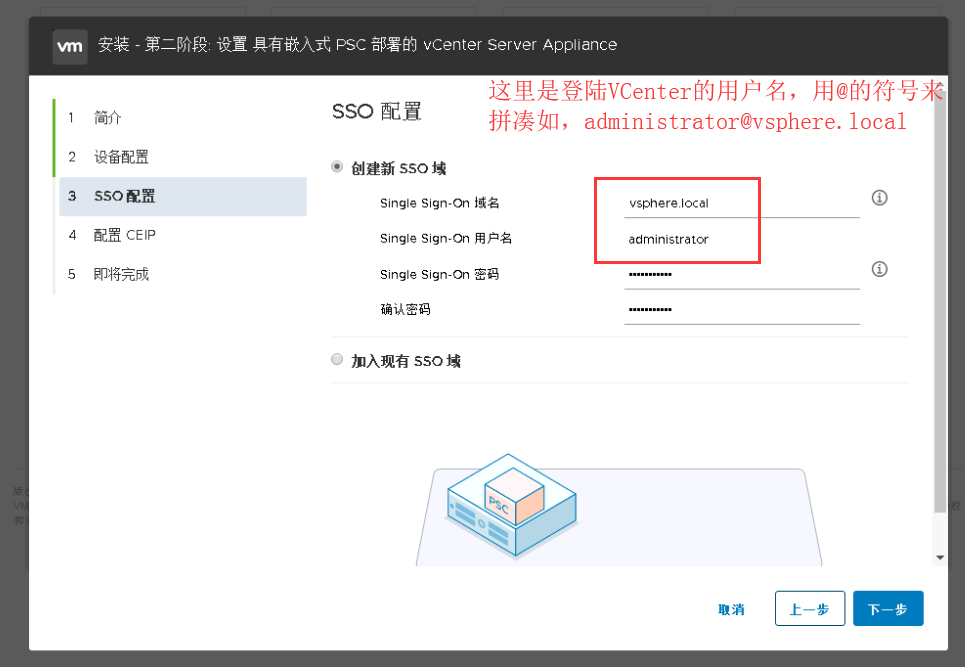 vm 安装 - 第二阶段: 设置 具有嵌入式 PSC 部署的 vCenter Server Appliance
这里是登陆VCenter的用户名，用@的符号来
拼凑如，administrator@vsphere.local
1 简介
2 设备配置
3 SSO 配置
4 配置 CEIP
5 即将完成
SSO 配置
创建新 SSO 域
Single Sign-On 域名 vsphere.local
Single Sign-On 用户名 administrator
Single Sign-On 密码 •••••••••••
确认密码 •••••••••••
加入现有 SSO 域
PSC
取消 上一步 下一步